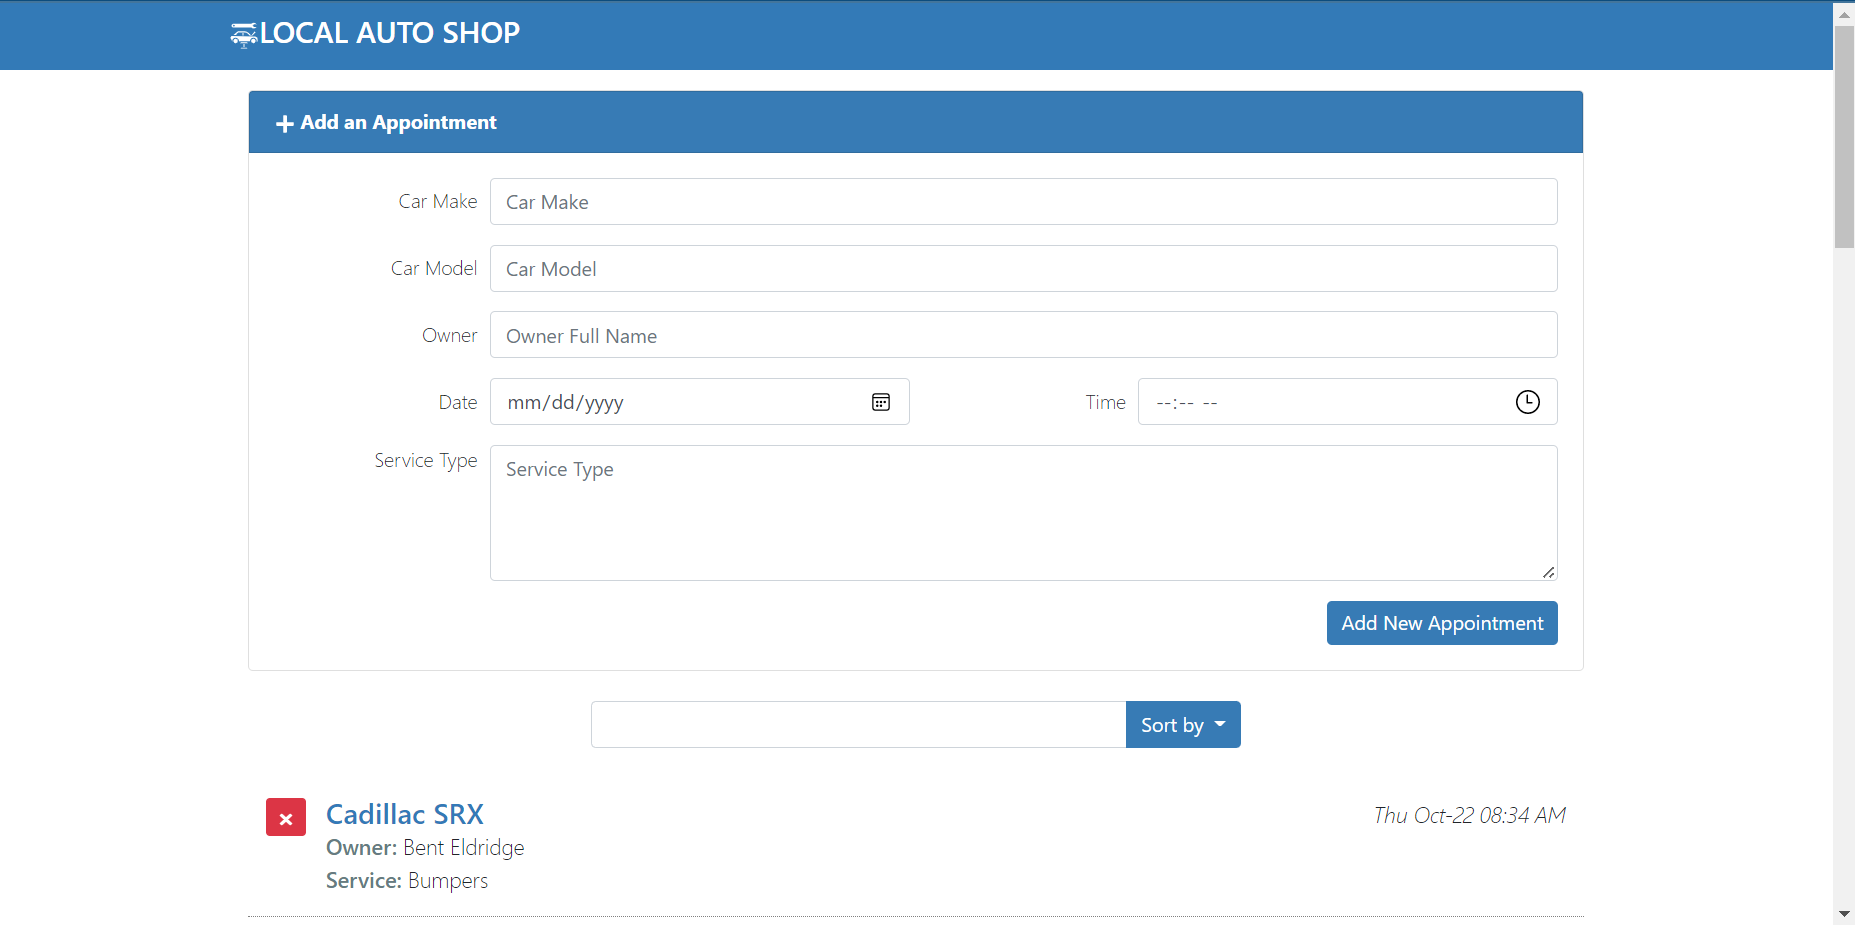 LOCAL AUTO SHOP
Add an Appointment
Car Make Car Make
Car Model Car Model
Owner Owner Full Name
Date mm/dd/yyyy Time --:-- --
Service Type Service Type
Add New Appointment
Sort by
Cadillac SRX Thu Oct-22 08:34 AM
Owner: Bent Eldridge
Service: Bumpers